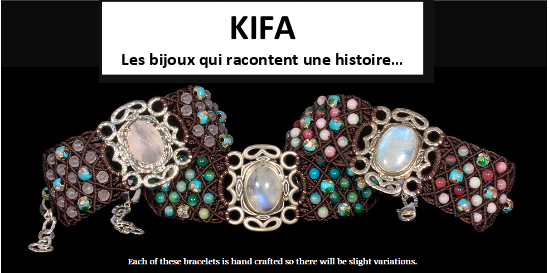 KIFA
Les bijoux qui racontent une histoire...
Each of these bracelets is hand crafted so there will be slight variations.